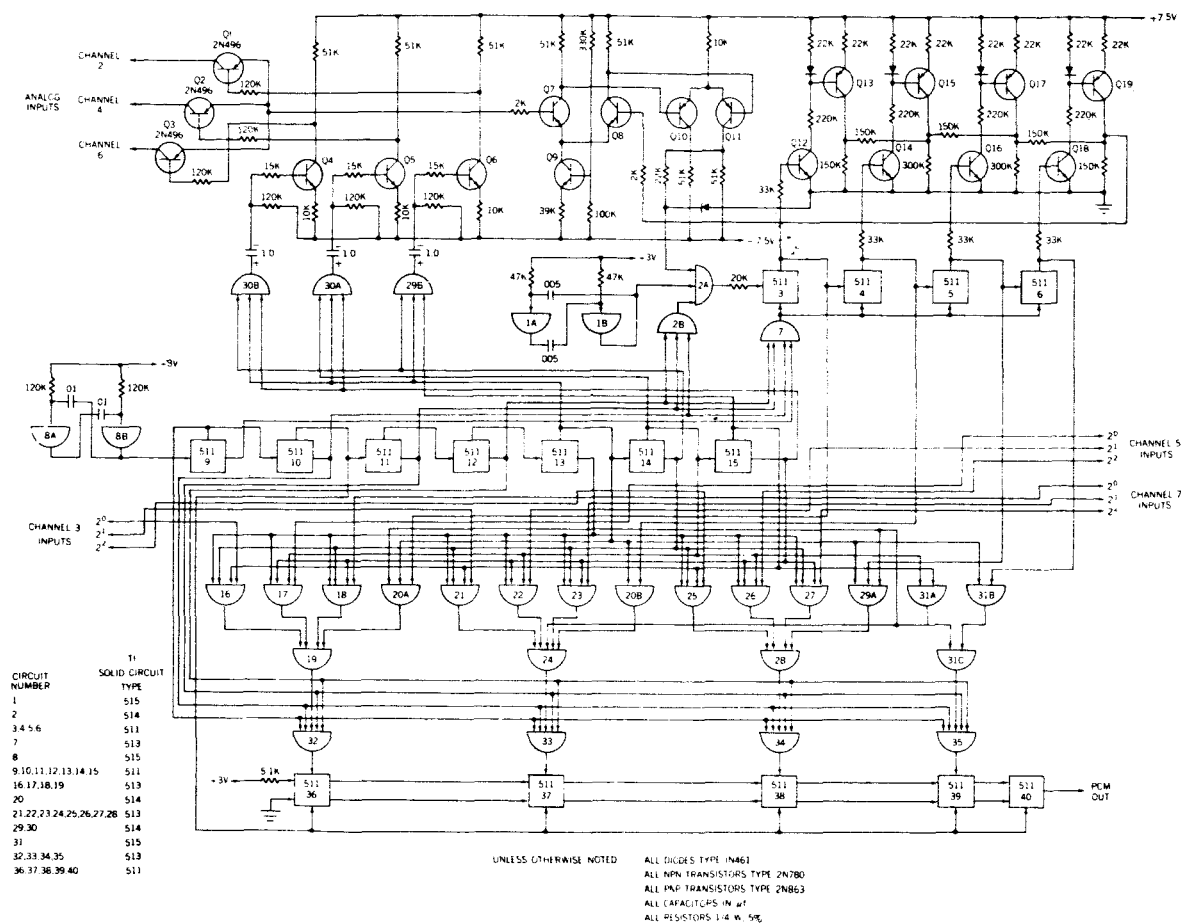 +7.5V
Q1
2N496
CHANNEL
2
Q2
2N496
ANALOG
INPUTS
CHANNEL
4
Q3
2N496
CHANNEL
6
120K
120K
120K
51K
51K
51K
51K
330K
51K
10K
22K
22K
22K
22K
22K
22K
22K
22K
Q13
Q15
Q17
Q19
220K
220K
220K
220K
2K
Q7
Q8
Q10
Q11
Q12
150K
150K
150K
Q14
Q16
Q18
150K
300K
300K
150K
15K
Q4
15K
Q5
15K
Q6
Q9
120K
120K
120K
10K
10K
10K
39K
100K
2K
51K
51K
33K
33K
33K
33K
-7.5V
1.0
+
1.0
+
1.0
+
30B
30A
29B
47K
47K
-3V
.005
.005
1A
1B
2A
2B
20K
511
3
511
4
511
5
511
6
7
120K
120K
-3V
.01
.01
8A
8B
511
9
511
10
511
11
511
12
511
13
511
14
511
15
2⁰
2¹
2²
CHANNEL 5
INPUTS
2⁰
2¹
2²
CHANNEL 7
INPUTS
CHANNEL 3
INPUTS
2⁰
2¹
2²
16
17
18
20A
21
22
23
20B
25
26
27
29A
31A
31B
19
24
28
31C
32
33
34
35
-3V
5.1K
511
36
511
37
511
38
511
39
511
40
PCM
OUT
CIRCUIT NUMBER TI SOLID CIRCUIT TYPE
1 515
2 514
3,4,5,6 511
7 513
8 515
9,10,11,12,13,14,15 511
16,17,18,19 513
20 514
21,22,23,24,25,26,27,28 513
29,30 514
31 515
32,33,34,35 513
36,37,38,39,40 511
UNLESS OTHERWISE NOTED
ALL DIODES TYPE 1N461
ALL NPN TRANSISTORS TYPE 2N780
ALL PNP TRANSISTORS TYPE 2N863
ALL CAPACITORS IN µf
ALL RESISTORS 1/4 W, 5%